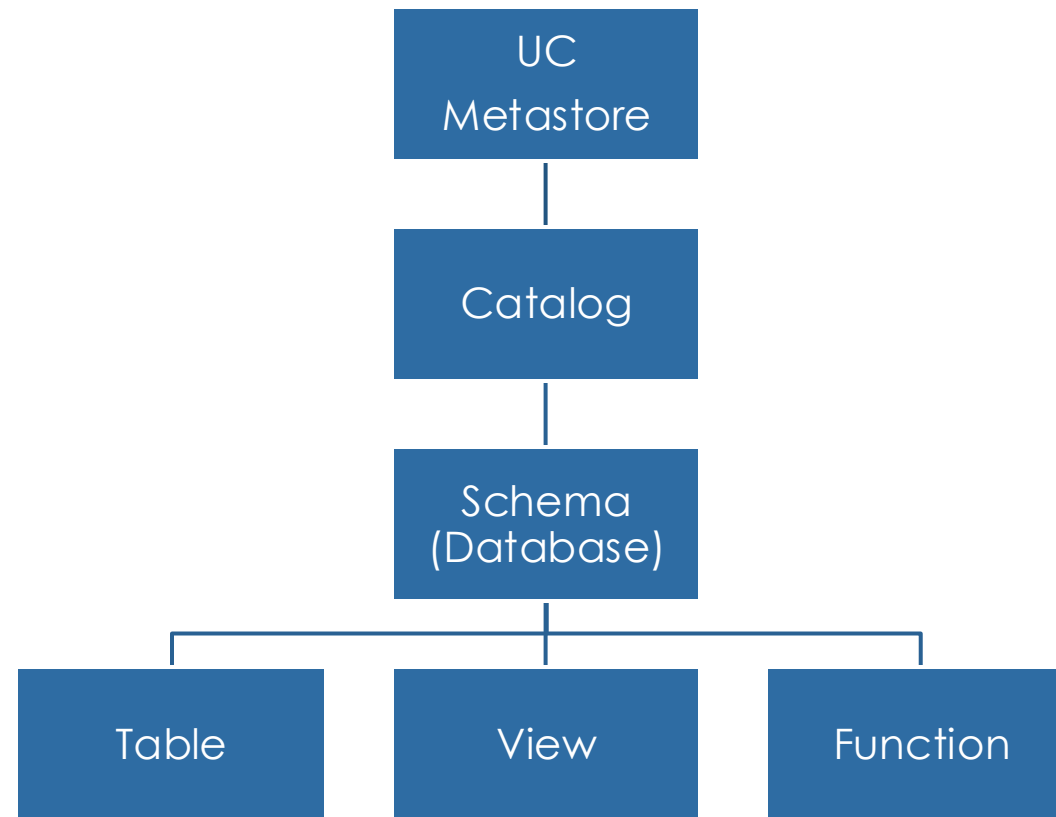 UC
Metastore
Catalog
Schema
(Database)
Table
View
Function